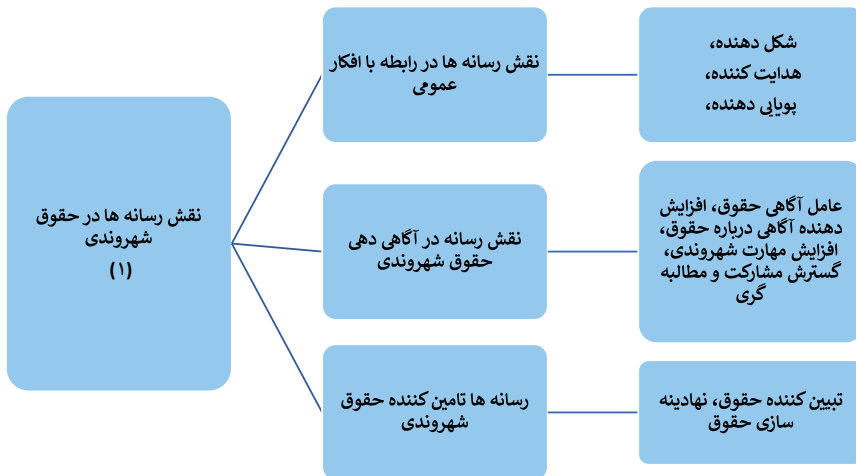 نقش رسانه ها در حقوق
شهروندی
(۱)
نقش رسانه ها در رابطه با افکار
عمومی
شکل دهنده،
هدایت کننده،
پویایی دهنده،
نقش رسانه در آگاهی دهی
حقوق شهروندی
عامل آگاهی حقوق، افزایش
دهنده آگاهی درباره حقوق،
افزایش مهارت شهروندی،
گسترش مشارکت و مطالبه
گری
رسانه ها تامین کننده حقوق
شهروندی
تبیین کننده حقوق، نهادینه
سازی حقوق